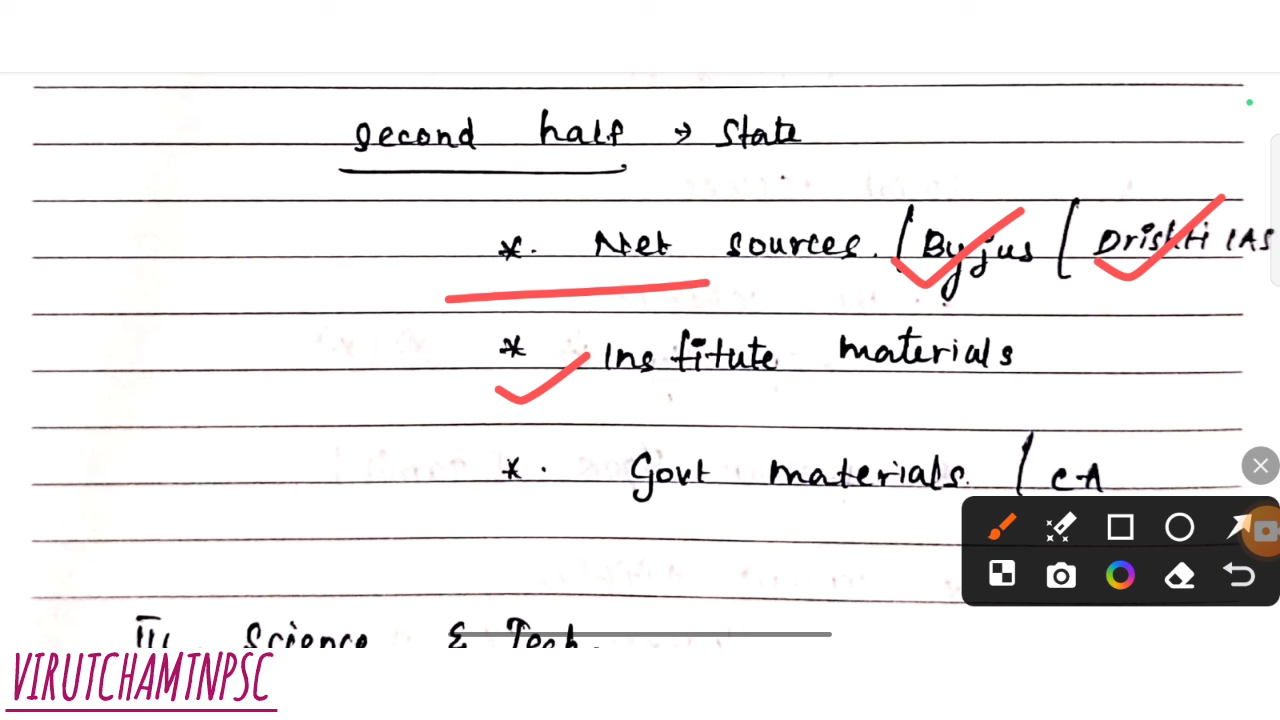 second half → State
*. Net sources. / Byjus / Drishti IAS
* Institute materials
*. Govt materials. / CA
III. Science & Tech.
VIRUTCHAMTNPSC